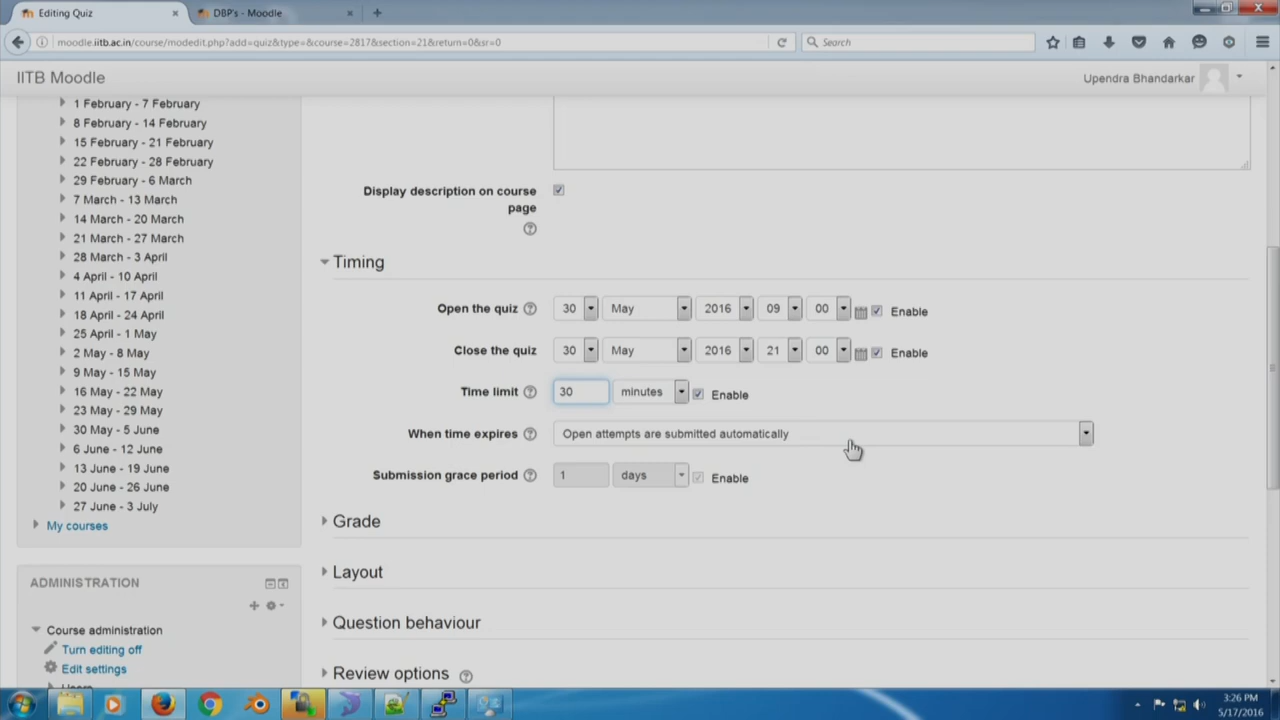 Editing Quiz
DBP's - Moodle
moodle.iitb.ac.in/course/modedit.php?add=quiz&type=&course=2817&section=21&return=0&sr=0
Search
IITB Moodle
Upendra Bhandarkar
1 February - 7 February
8 February - 14 February
15 February - 21 February
22 February - 28 February
29 February - 6 March
7 March - 13 March
14 March - 20 March
21 March - 27 March
28 March - 3 April
4 April - 10 April
11 April - 17 April
18 April - 24 April
25 April - 1 May
2 May - 8 May
9 May - 15 May
16 May - 22 May
23 May - 29 May
30 May - 5 June
6 June - 12 June
13 June - 19 June
20 June - 26 June
27 June - 3 July
My courses
ADMINISTRATION
Course administration
Turn editing off
Edit settings
Display description on course
page
Timing
Open the quiz 30 May 2016 09 00 Enable
Close the quiz 30 May 2016 21 00 Enable
Time limit 30 minutes Enable
When time expires Open attempts are submitted automatically
Submission grace period 1 days Enable
Grade
Layout
Question behaviour
Review options
3:26 PM
5/17/2016